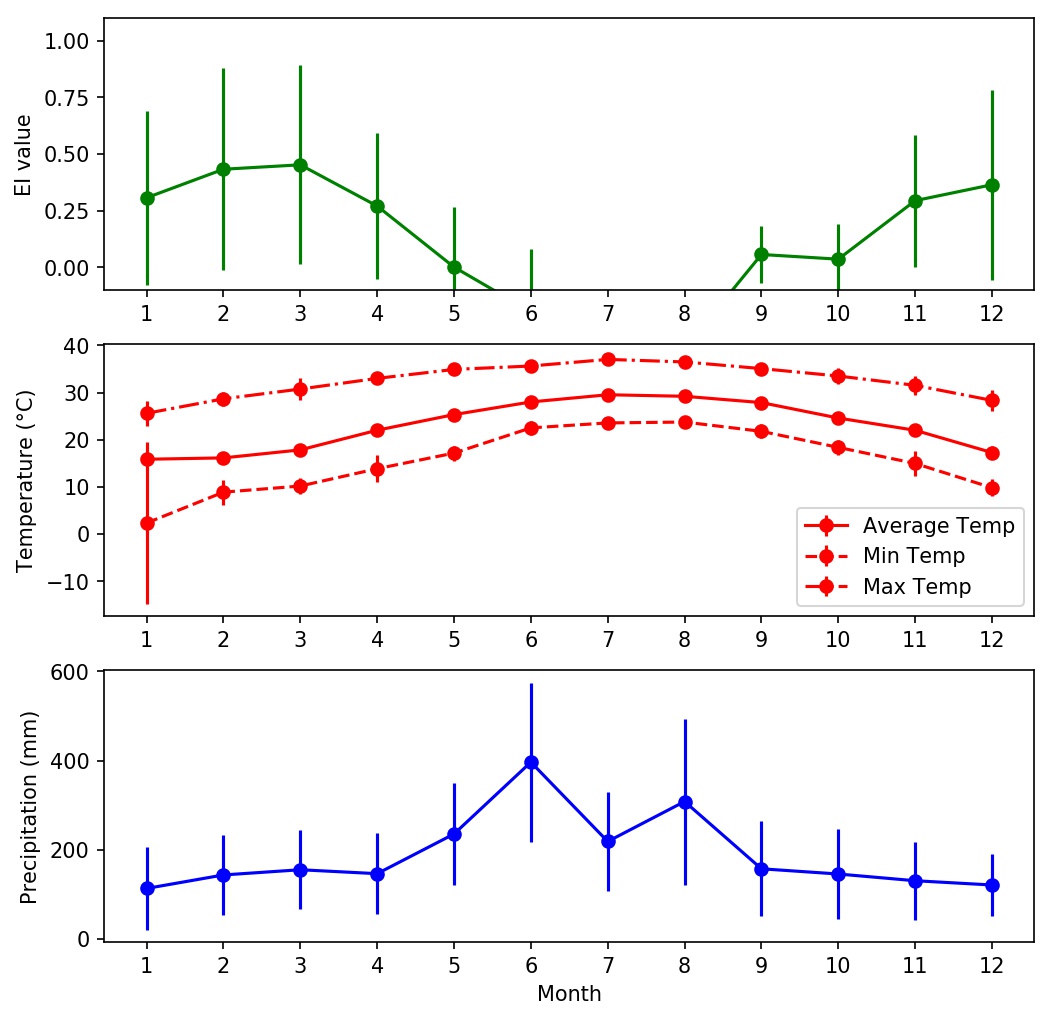 EI value
1.00
0.75
0.50
0.25
0.00
1 2 3 4 5 6 7 8 9 10 11 12
Temperature (°C)
40
30
20
10
0
−10
Average Temp
Min Temp
Max Temp
1 2 3 4 5 6 7 8 9 10 11 12
Precipitation (mm)
600
400
200
0
1 2 3 4 5 6 7 8 9 10 11 12
Month